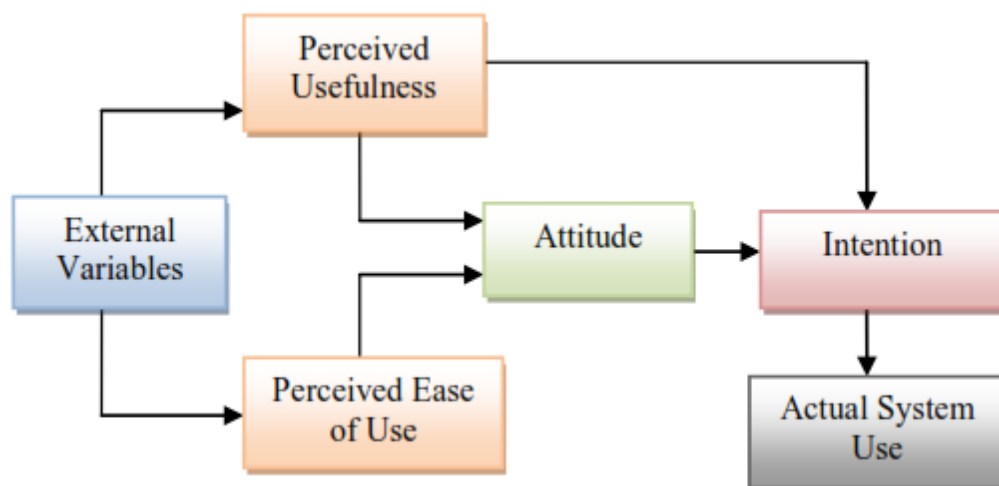 Perceived
Usefulness
External
Variables
Attitude
Intention
Perceived Ease
of Use
Actual System
Use